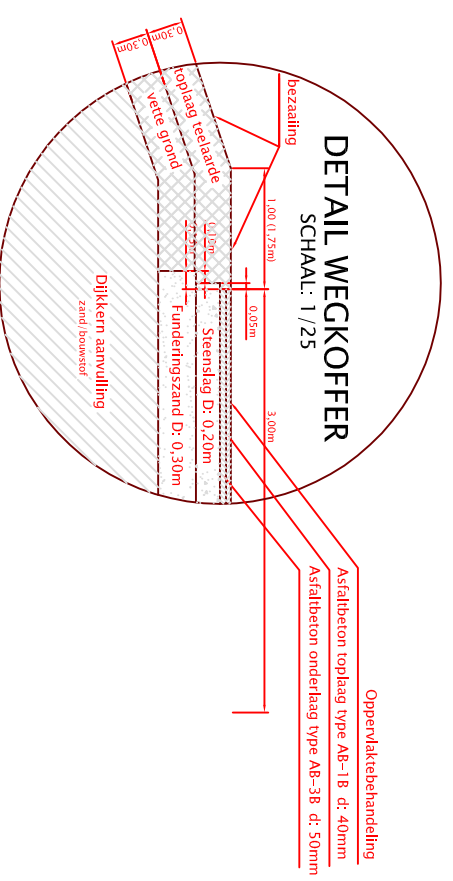 DETAIL WEGKOFFER
SCHAAL: 1/25
bezaaiing
0,30m
0,30m
toplaag teelaarde
vette grond
1,00 (1,75m)
0,10m
0,05m
3,00m
Steenslag D: 0,20m
Funderingszand D: 0,30m
Dijkkern aanvulling
zand/bouwstof
Oppervlaktebehandeling
Asfaltbeton toplaag type AB-1B d: 40mm
Asfaltbeton onderlaag type AB-3B d: 50mm